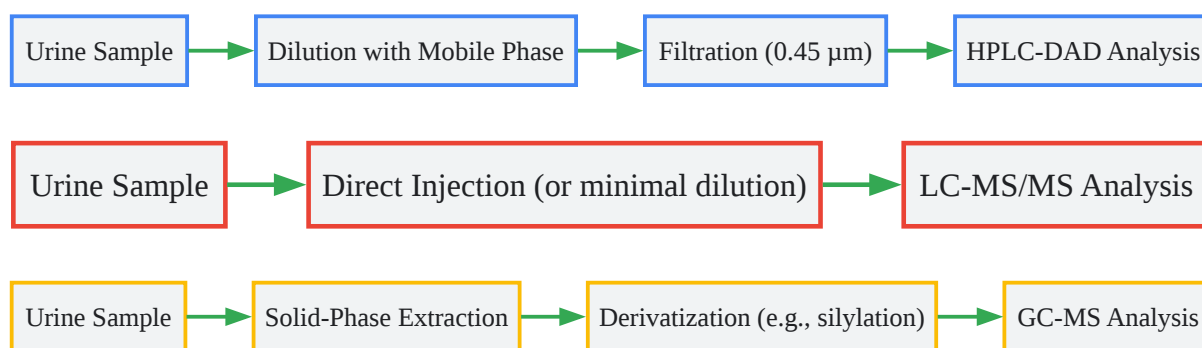 Urine Sample Dilution with Mobile Phase Filtration (0.45 µm) HPLC-DAD Analysis
Urine Sample Direct Injection (or minimal dilution) LC-MS/MS Analysis
Urine Sample Solid-Phase Extraction Derivatization (e.g., silylation) GC-MS Analysis